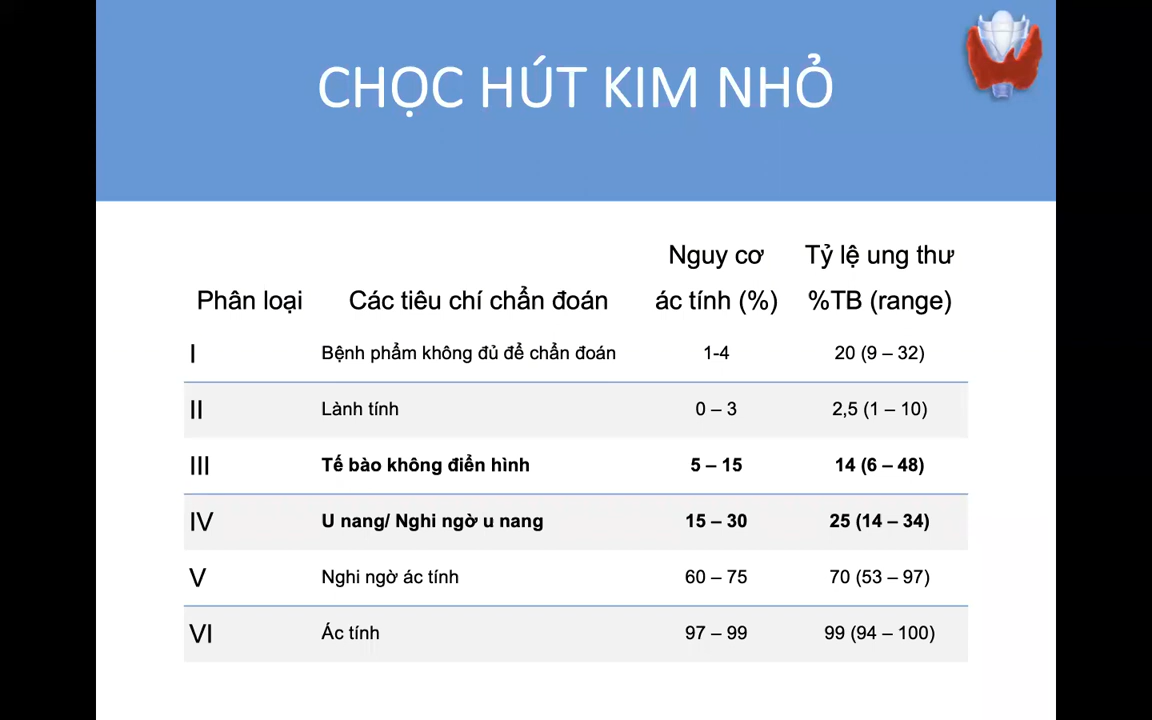 CHỌC HÚT KIM NHỎ
Nguy cơ Tỷ lệ ung thư
Phân loại Các tiêu chí chẩn đoán ác tính (%) %TB (range)
I Bệnh phẩm không đủ để chẩn đoán 1-4 20 (9 – 32)
II Lành tính 0 – 3 2,5 (1 – 10)
III Tế bào không điển hình 5 – 15 14 (6 – 48)
IV U nang/ Nghi ngờ u nang 15 – 30 25 (14 – 34)
V Nghi ngờ ác tính 60 – 75 70 (53 – 97)
VI Ác tính 97 – 99 99 (94 – 100)